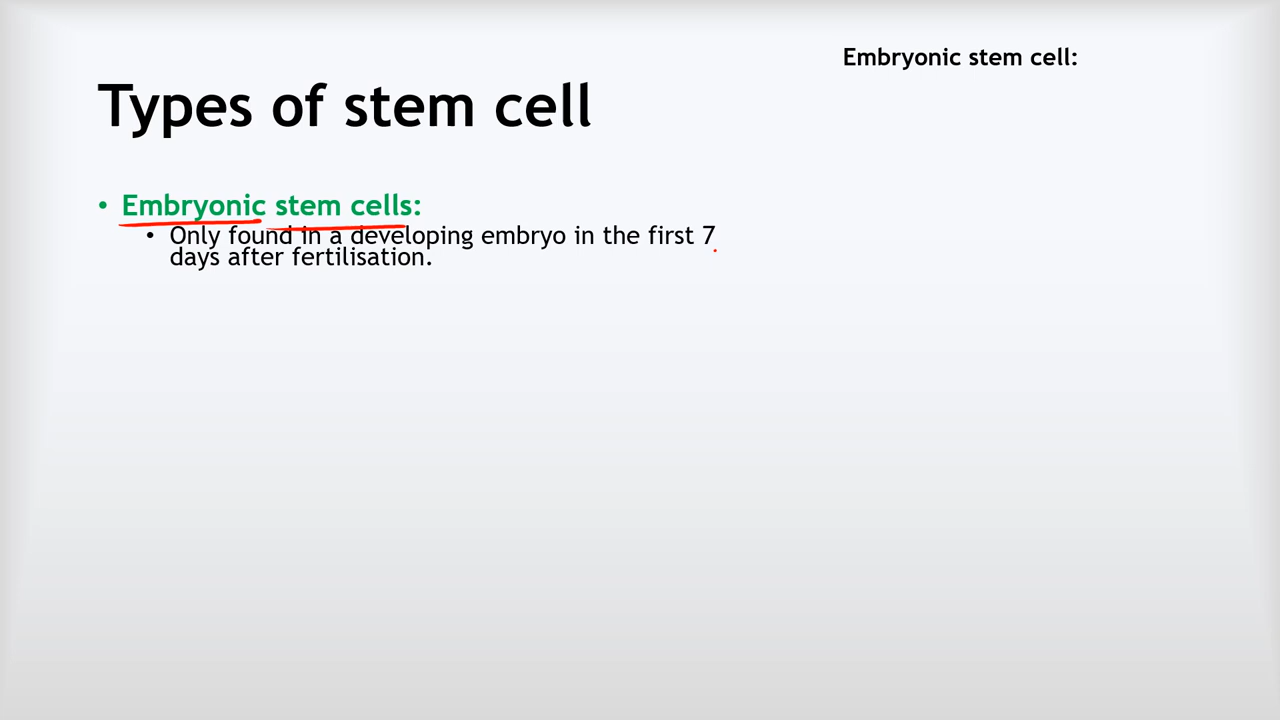 Embryonic stem cell:
Types of stem cell
• Embryonic stem cells:
• Only found in a developing embryo in the first 7
days after fertilisation.